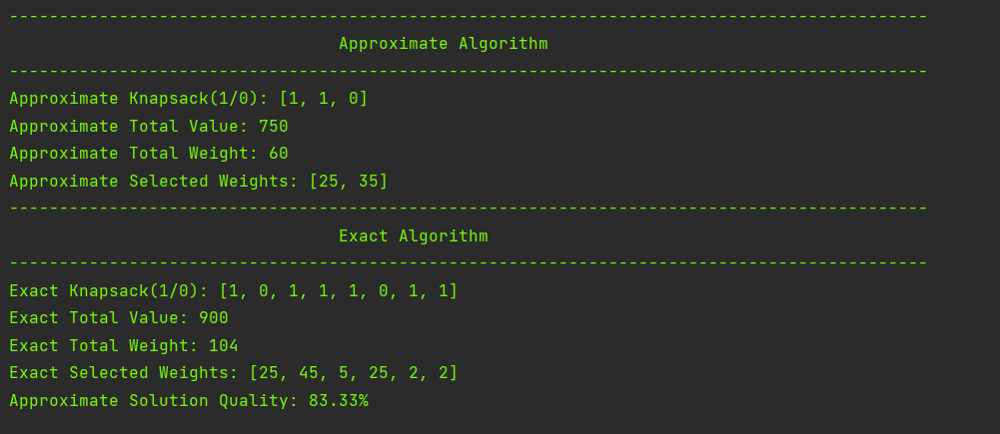 --------------------------------------------------------------------------------------------
Approximate Algorithm
--------------------------------------------------------------------------------------------
Approximate Knapsack(1/0): [1, 1, 0]
Approximate Total Value: 750
Approximate Total Weight: 60
Approximate Selected Weights: [25, 35]
--------------------------------------------------------------------------------------------
Exact Algorithm
--------------------------------------------------------------------------------------------
Exact Knapsack(1/0): [1, 0, 1, 1, 1, 0, 1, 1]
Exact Total Value: 900
Exact Total Weight: 104
Exact Selected Weights: [25, 45, 5, 25, 2, 2]
Approximate Solution Quality: 83.33%